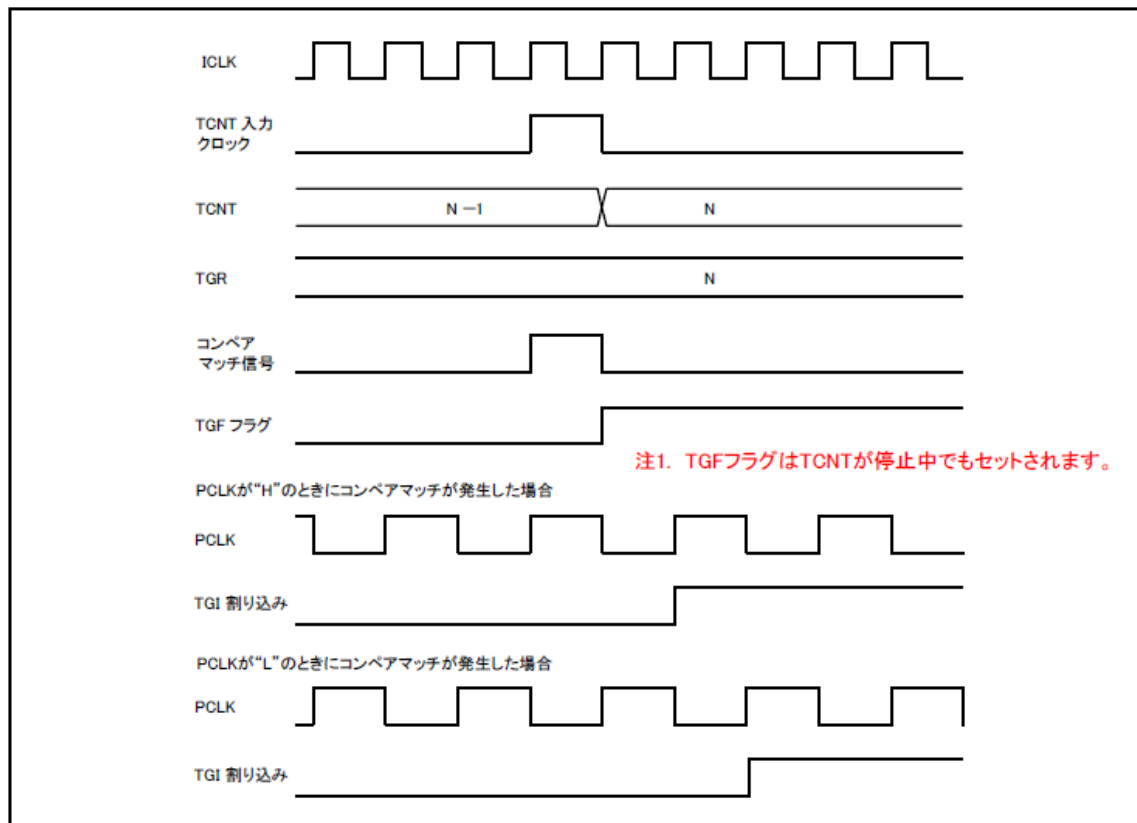 ICLK
TCNT 入力
クロック
TCNT
N −1
N
TGR
N
コンペア
マッチ信号
TGF フラグ
注1. TGFフラグはTCNTが停止中でもセットされます。
PCLKが“H”のときにコンペアマッチが発生した場合
PCLK
TGI 割り込み
PCLKが“L”のときにコンペアマッチが発生した場合
PCLK
TGI 割り込み